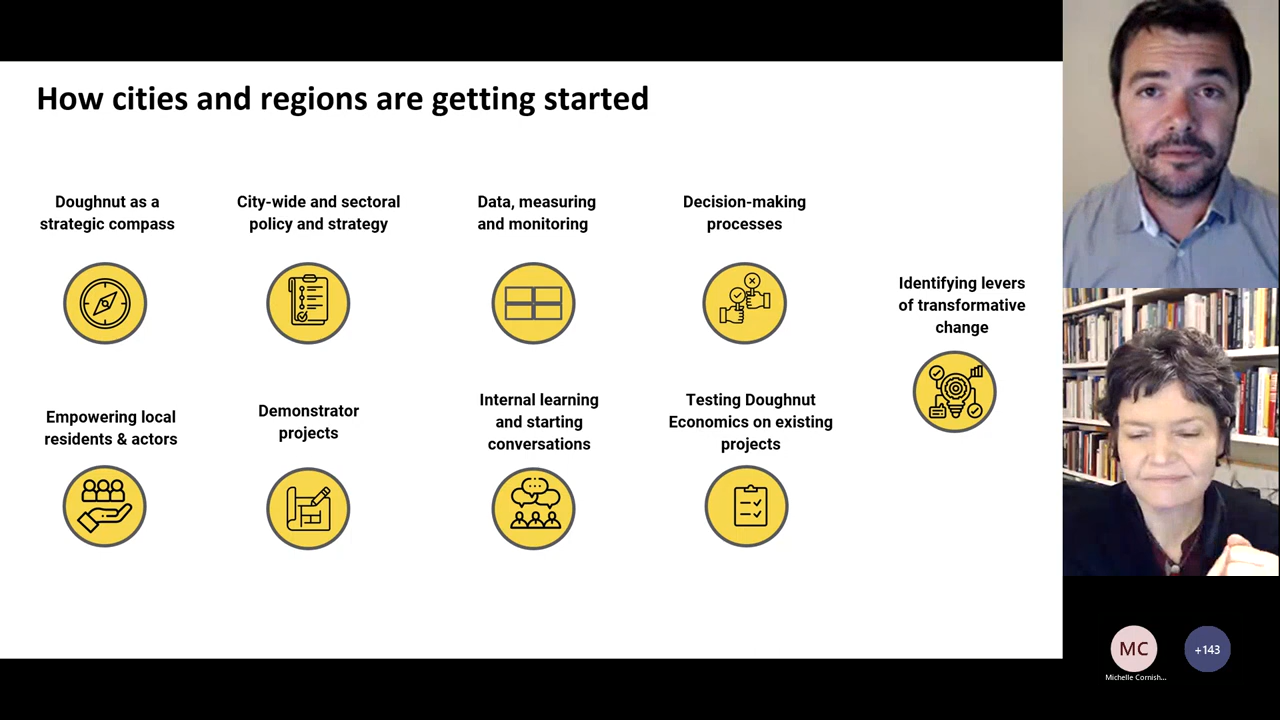 How cities and regions are getting started
Doughnut as a
strategic compass
City-wide and sectoral
policy and strategy
Data, measuring
and monitoring
Decision-making
processes
Identifying levers
of transformative
change
Empowering local
residents & actors
Demonstrator
projects
Internal learning
and starting
conversations
Testing Doughnut
Economics on existing
projects
MC
+143
Michelle Cornish...